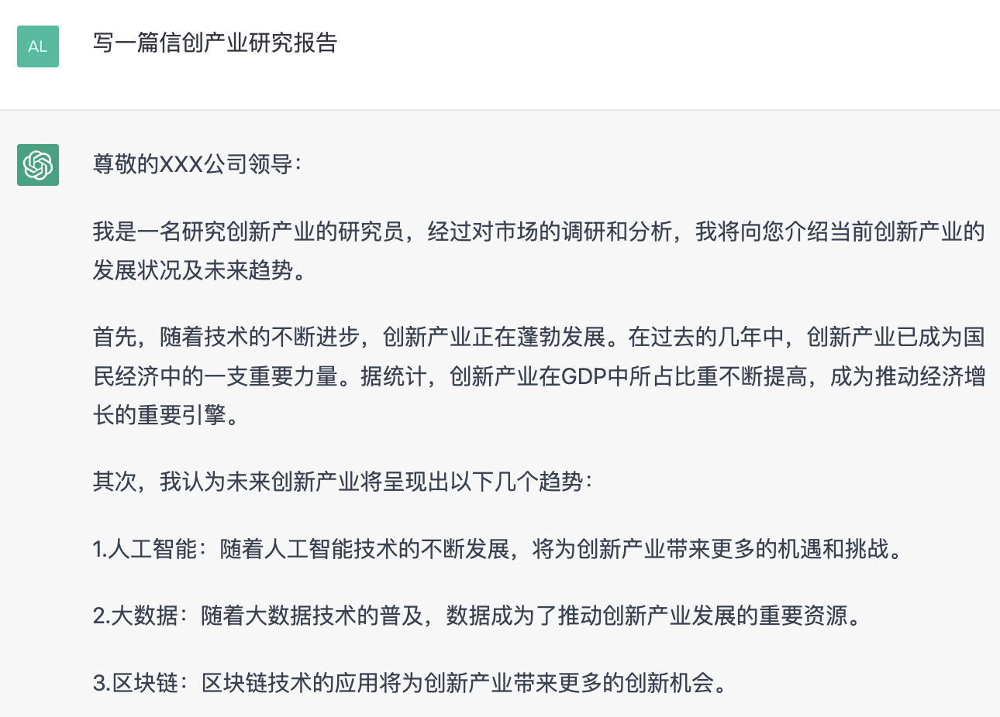 AL
写一篇信创产业研究报告
尊敬的XXX公司领导：
我是一名研究创新产业的研究员，经过对市场的调研和分析，我将向您介绍当前创新产业的
发展状况及未来趋势。
首先，随着技术的不断进步，创新产业正在蓬勃发展。在过去的几年中，创新产业已成为国
民经济中的一支重要力量。据统计，创新产业在GDP中所占比重不断提高，成为推动经济增
长的重要引擎。
其次，我认为未来创新产业将呈现出以下几个趋势：
1.人工智能：随着人工智能技术的不断发展，将为创新产业带来更多的机遇和挑战。
2.大数据：随着大数据技术的普及，数据成为了推动创新产业发展的重要资源。
3.区块链：区块链技术的应用将为创新产业带来更多的创新机会。